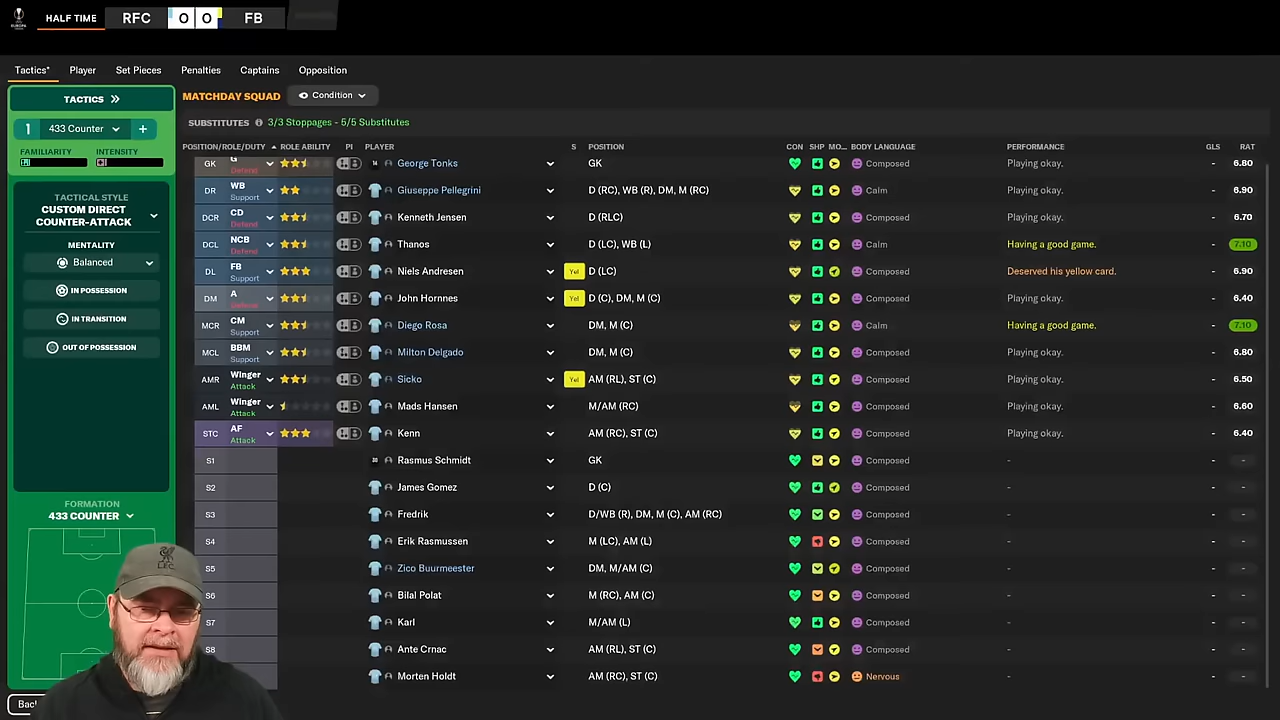 HALF TIME RFC 0 0 FB
Tactics* Player Set Pieces Penalties Captains Opposition
TACTICS
MATCHDAY SQUAD Condition
1 433 Counter +
SUBSTITUTES 3/3 Stoppages - 5/5 Substitutes
FAMILIARITY INTENSITY
POSITION/ROLE/DUTY ROLE ABILITY PI PLAYER S POSITION CON SHP MO... BODY LANGUAGE PERFORMANCE GLS RAT
GK G Defend George Tonks GK Composed Playing okay. - 6.80
DR WB Support Giuseppe Pellegrini D (RC), WB (R), DM, M (RC) Calm Playing okay. - 6.90
DCR CD Defend Kenneth Jensen D (RLC) Composed Playing okay. - 6.70
DCL NCB Defend Thanos D (LC), WB (L) Calm Having a good game. - 7.10
DL FB Support Niels Andresen Yel D (LC) Composed Deserved his yellow card. - 6.90
DM A Defend John Hornnes Yel D (C), DM, M (C) Composed Playing okay. - 6.40
MCR CM Support Diego Rosa DM, M (C) Calm Having a good game. - 7.10
MCL BBM Support Milton Delgado DM, M (C) Composed Playing okay. - 6.80
AMR Winger Attack Sicko Yel AM (RL), ST (C) Composed Playing okay. - 6.50
AML Winger Attack Mads Hansen M/AM (RC) Composed Playing okay. - 6.60
STC AF Attack Kenn AM (RC), ST (C) Composed Playing okay. - 6.40
S1 Rasmus Schmidt GK Composed - - -
S2 James Gomez D (C) Composed - - -
S3 Fredrik D/WB (R), DM, M (C), AM (RC) Composed - - -
S4 Erik Rasmussen M (LC), AM (L) Composed - - -
S5 Zico Buurmeester DM, M/AM (C) Composed - - -
S6 Bilal Polat M (RC), AM (C) Composed - - -
S7 Karl M/AM (L) Composed - - -
S8 Ante Crnac AM (RL), ST (C) Composed - - -
Morten Holdt AM (RC), ST (C) Nervous - - -
TACTICAL STYLE
CUSTOM DIRECT
COUNTER-ATTACK
MENTALITY
Balanced
IN POSSESSION
IN TRANSITION
OUT OF POSSESSION
FORMATION
433 COUNTER
L.F.C.
Bac